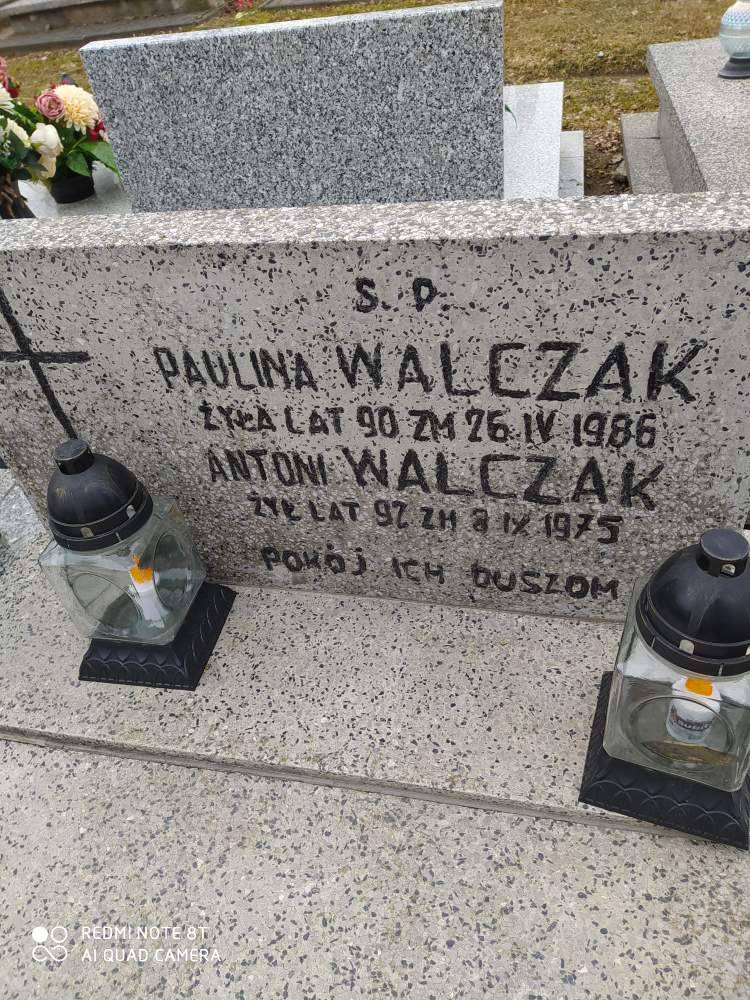 Ś. P.
PAULINA WALCZAK
ŻYŁA LAT 90 ZM 26 IV 1986
ANTONI WALCZAK
ŻYŁ LAT 92 ZM 8 IX 1975
POKÓJ ICH DUSZOM
REDMI NOTE 8T
AI QUAD CAMERA